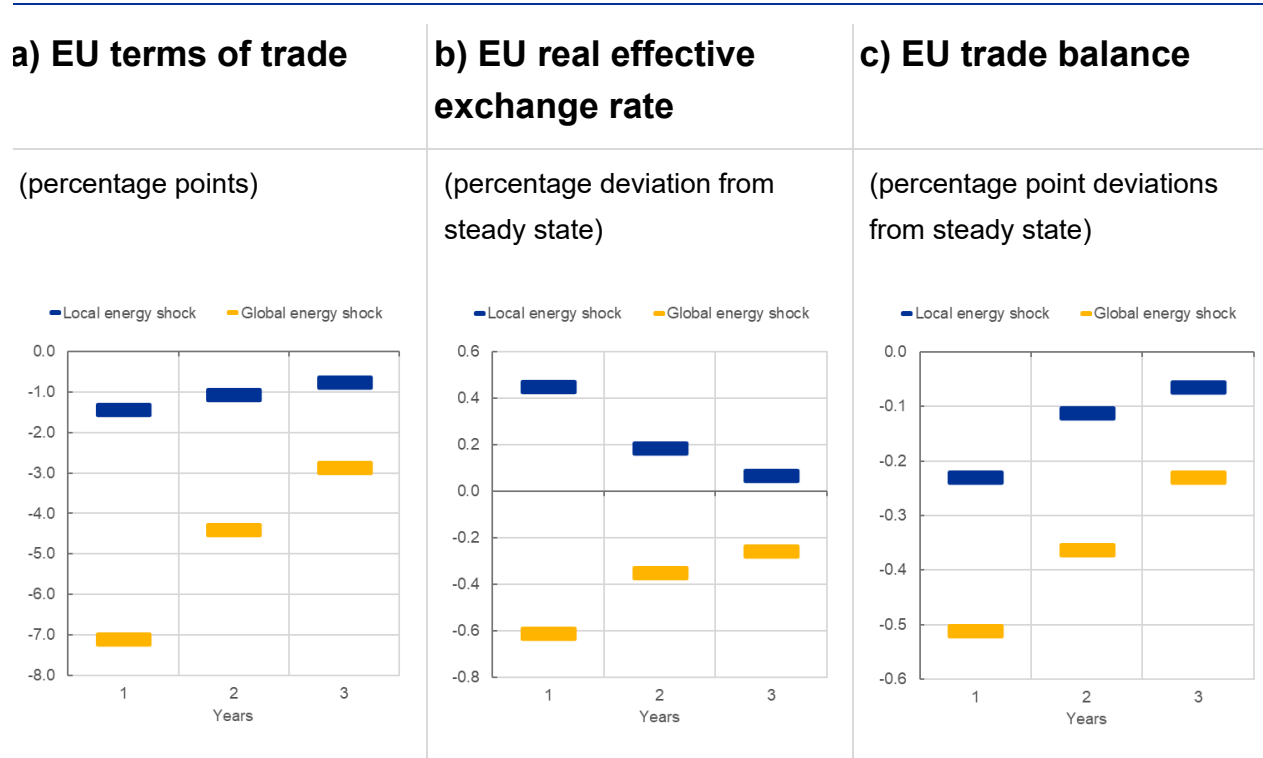 a) EU terms of trade
b) EU real effective
exchange rate
c) EU trade balance
(percentage points)
(percentage deviation from
steady state)
(percentage point deviations
from steady state)
Local energy shock Global energy shock
0.0
-1.0
-2.0
-3.0
-4.0
-5.0
-6.0
-7.0
-8.0
1 2 3
Years
Local energy shock Global energy shock
0.6
0.4
0.2
0.0
-0.2
-0.4
-0.6
-0.8
1 2 3
Years
Local energy shock Global energy shock
0.0
-0.1
-0.2
-0.3
-0.4
-0.5
-0.6
1 2 3
Years